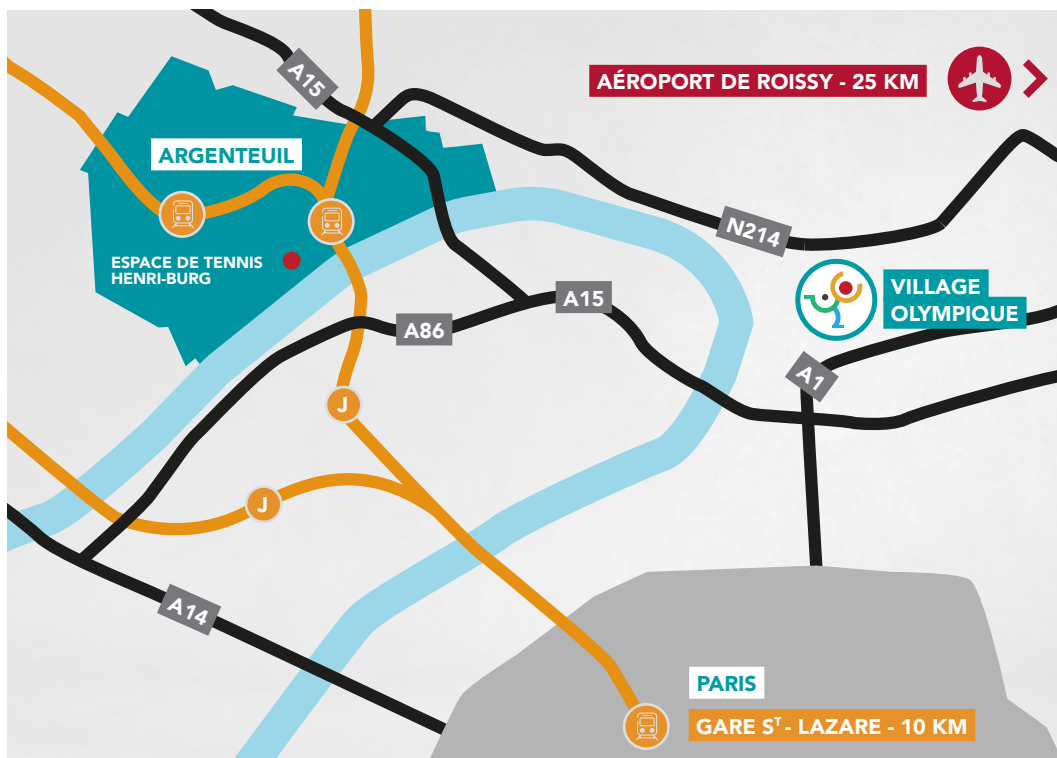 A15
AÉROPORT DE ROISSY - 25 KM
ARGENTEUIL
N214
ESPACE DE TENNIS
HENRI-BURG
VILLAGE
OLYMPIQUE
A15
A86
A1
J
J
A14
PARIS
GARE Sᵀ - LAZARE - 10 KM